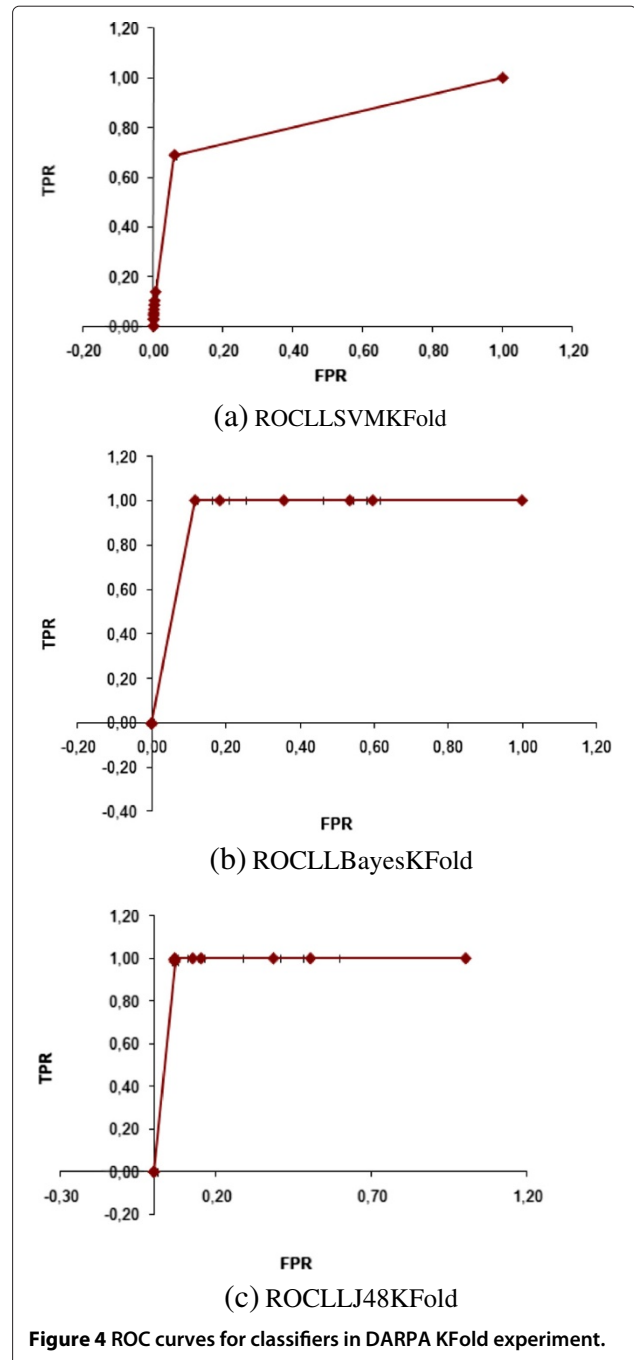 1,20
1,00
0,80
TPR
0,60
0,40
0,20
0,00
-0,20 0,00 0,20 0,40 0,60 0,80 1,00 1,20
FPR
(a) ROCLLSVMKFold
1,20
1,00
0,80
0,60
TPR
0,40
0,20
0,00
-0,20 0,00 0,20 0,40 0,60 0,80 1,00 1,20
-0,20
-0,40
FPR
(b) ROCLLBayesKFold
1,20
1,00
0,80
0,60
TPR
0,40
0,20
0,00
-0,30 0,20 0,70 1,20
-0,20
FPR
(c) ROCLLJ48KFold
Figure 4 ROC curves for classifiers in DARPA KFold experiment.